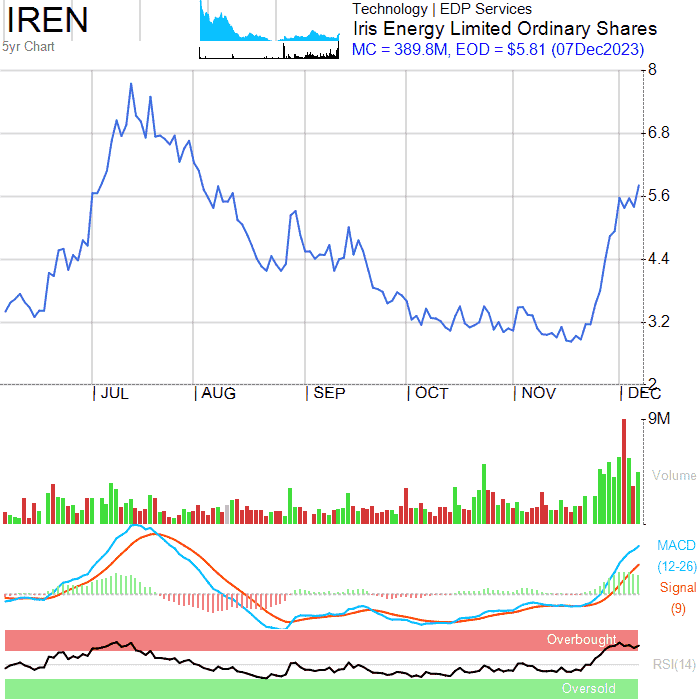 IREN
5yr Chart
Technology | EDP Services
Iris Energy Limited Ordinary Shares
MC = 389.8M, EOD = $5.81 (07Dec2023)
8
6.8
5.6
4.4
3.2
2
JUL AUG SEP OCT NOV DEC
9M
Volume
MACD
(12-26)
Signal
(9)
Overbought
RSI(14)
Oversold